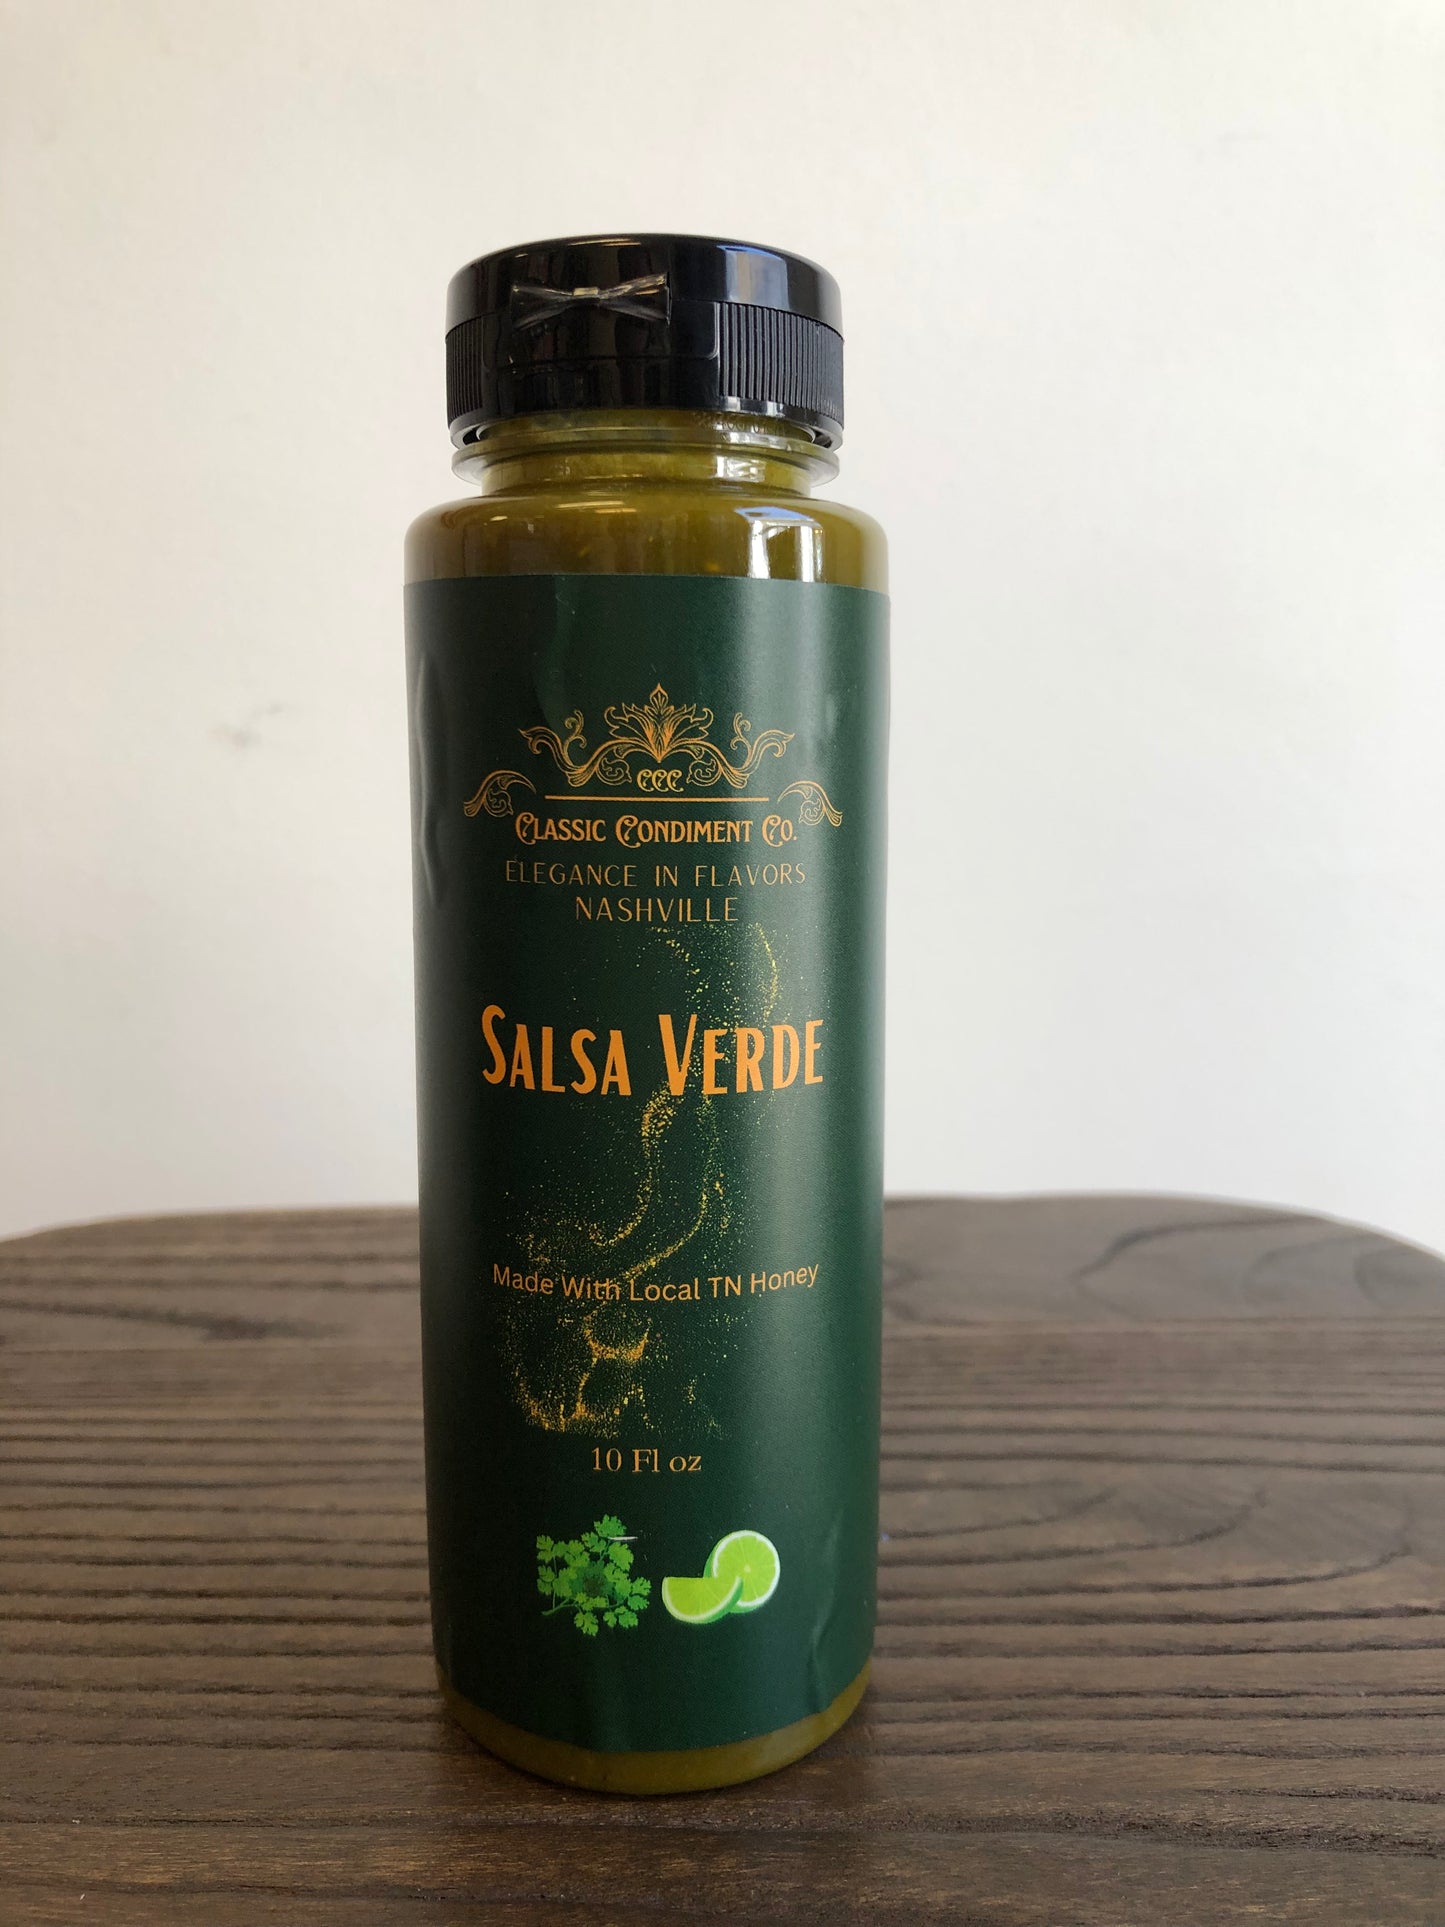 CCC
Classic Condiment Co.
ELEGANCE IN FLAVORS
NASHVILLE
Salsa Verde
Made With Local TN Honey
10 Fl oz